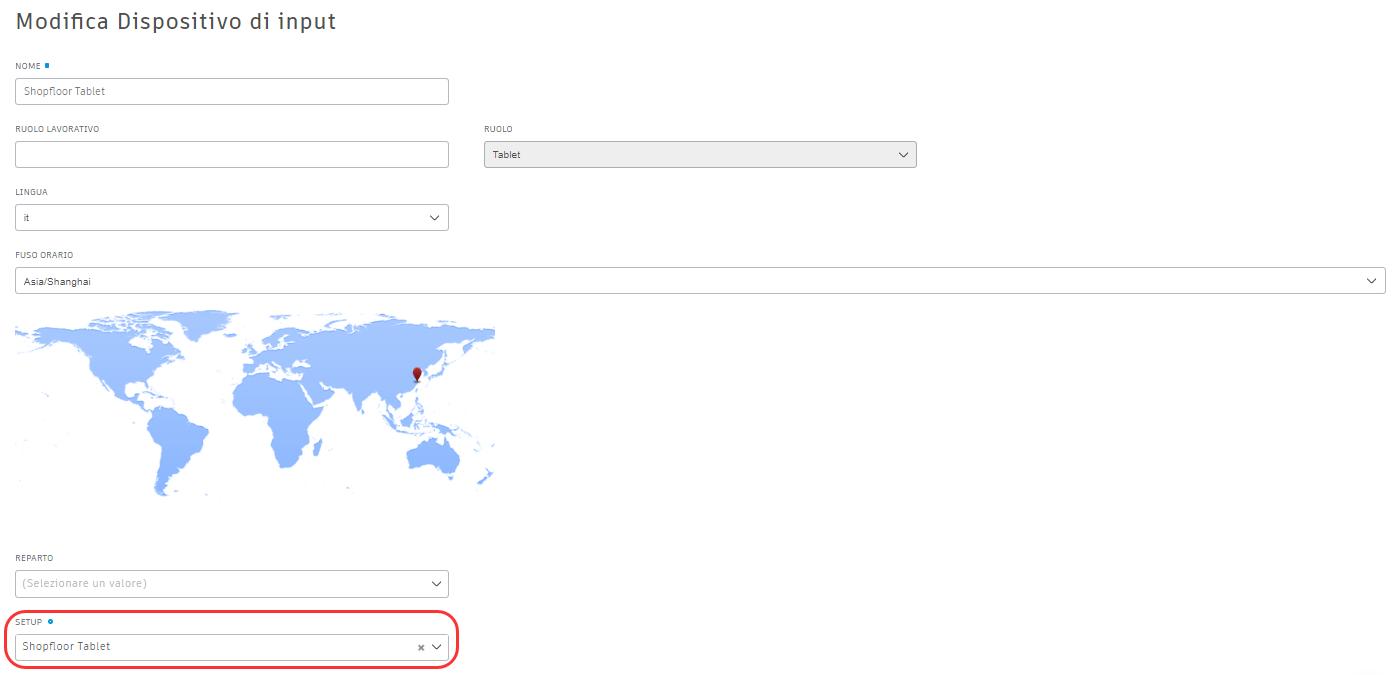 Modifica Dispositivo di input
NOME
Shopfloor Tablet
RUOLO LAVORATIVO
RUOLO
Tablet
LINGUA
it
FUSO ORARIO
Asia/Shanghai
REPARTO
(Selezionare un valore)
SETUP
Shopfloor Tablet